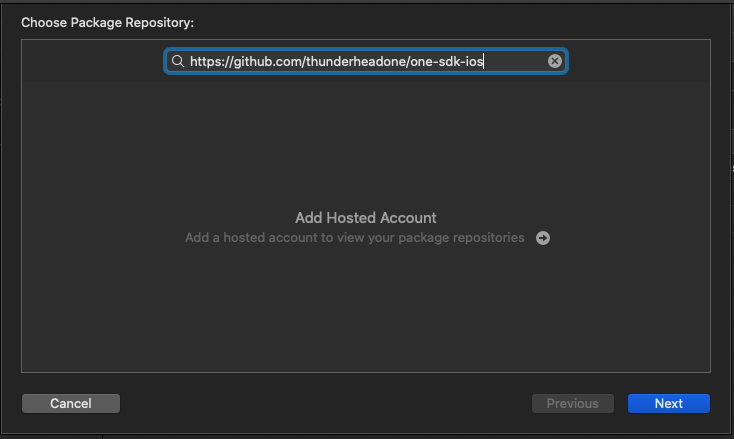 Choose Package Repository:
https://github.com/thunderheadone/one-sdk-ios
Add Hosted Account
Add a hosted account to view your package repositories
Cancel
Previous
Next